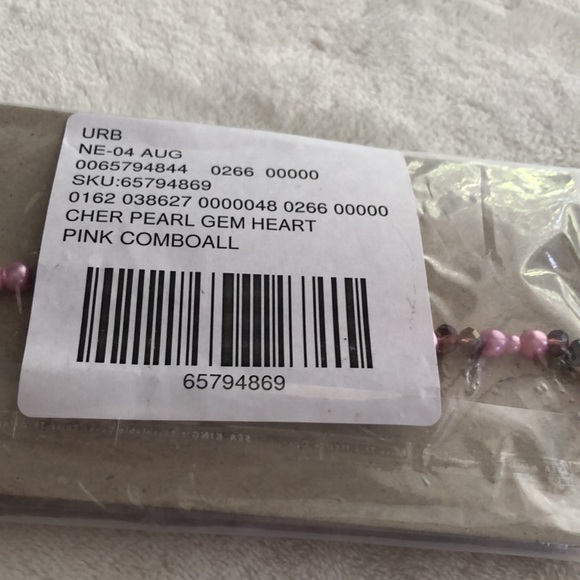 URB
NE-04 AUG
0065794844 0266 00000
SKU:65794869
0162 038627 0000048 0266 00000
CHER PEARL GEM HEART
PINK COMBOALL
65794869